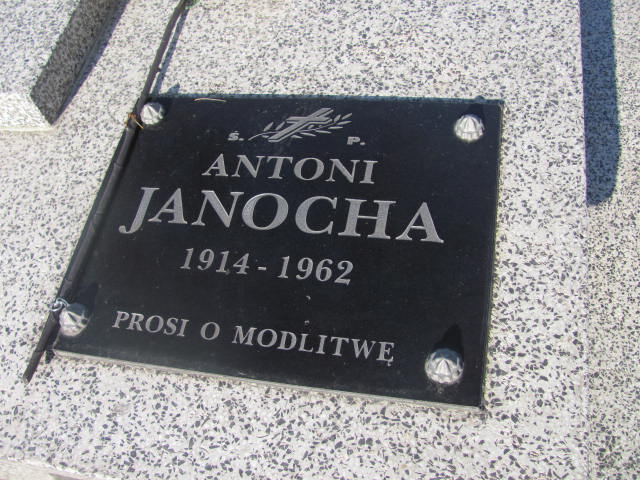 Ś. P.
ANTONI
JANOCHA
1914 - 1962
PROSI O MODLITWĘ